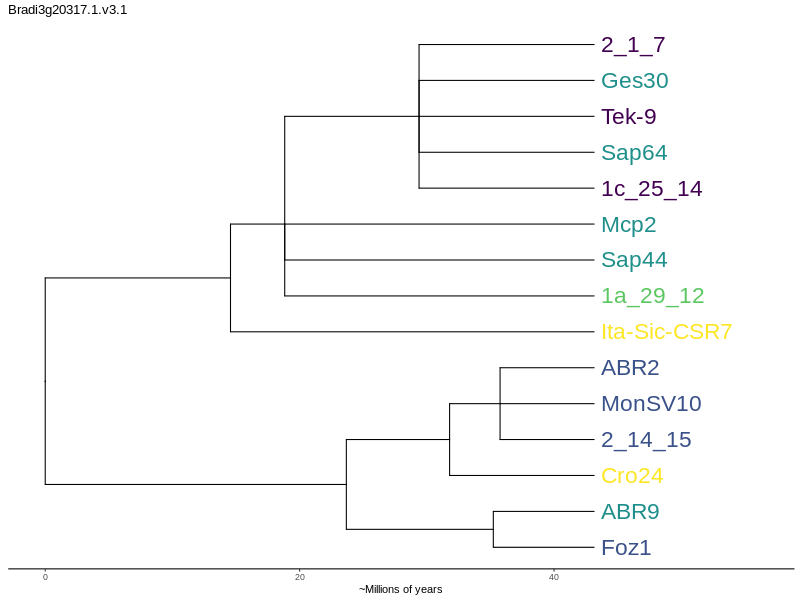 Bradi3g20317.1.v3.1
2_1_7
Ges30
Tek-9
Sap64
1c_25_14
Mcp2
Sap44
1a_29_12
Ita-Sic-CSR7
ABR2
MonSV10
2_14_15
Cro24
ABR9
Foz1
0 20 40
~Millions of years